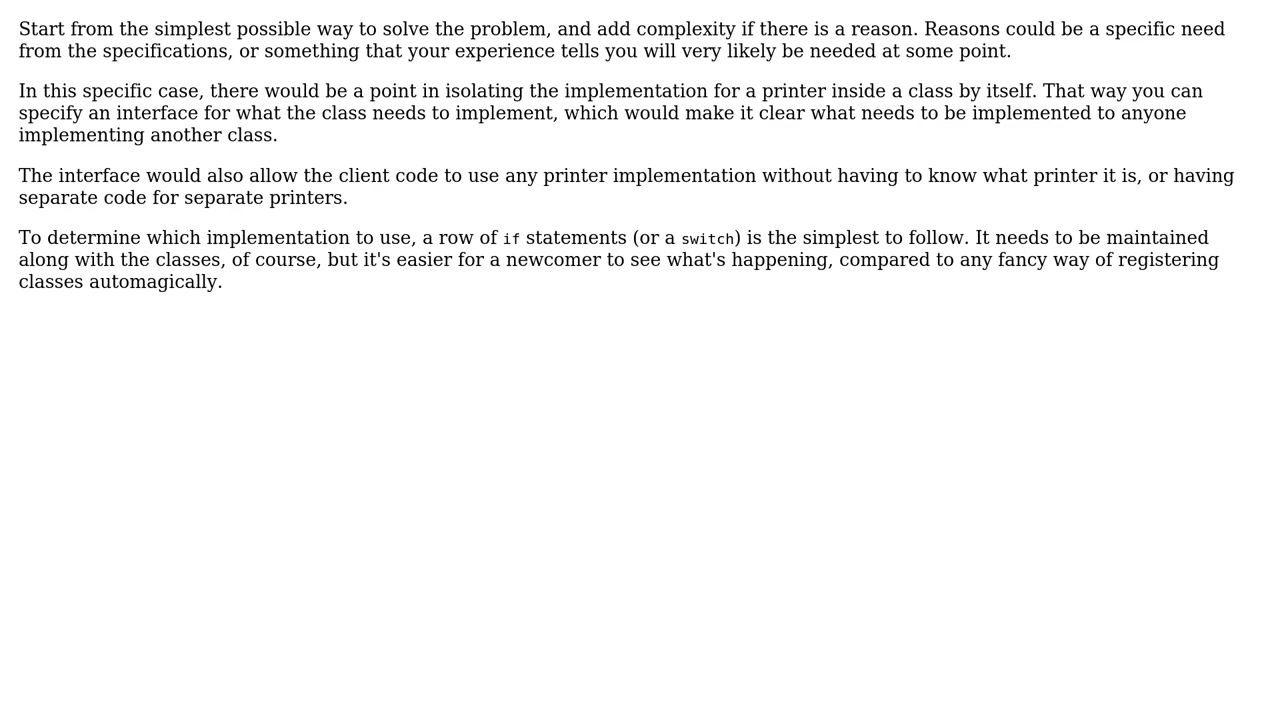 Start from the simplest possible way to solve the problem, and add complexity if there is a reason. Reasons could be a specific need
from the specifications, or something that your experience tells you will very likely be needed at some point.
In this specific case, there would be a point in isolating the implementation for a printer inside a class by itself. That way you can
specify an interface for what the class needs to implement, which would make it clear what needs to be implemented to anyone
implementing another class.
The interface would also allow the client code to use any printer implementation without having to know what printer it is, or having
separate code for separate printers.
To determine which implementation to use, a row of if statements (or a switch) is the simplest to follow. It needs to be maintained
along with the classes, of course, but it's easier for a newcomer to see what's happening, compared to any fancy way of registering
classes automagically.